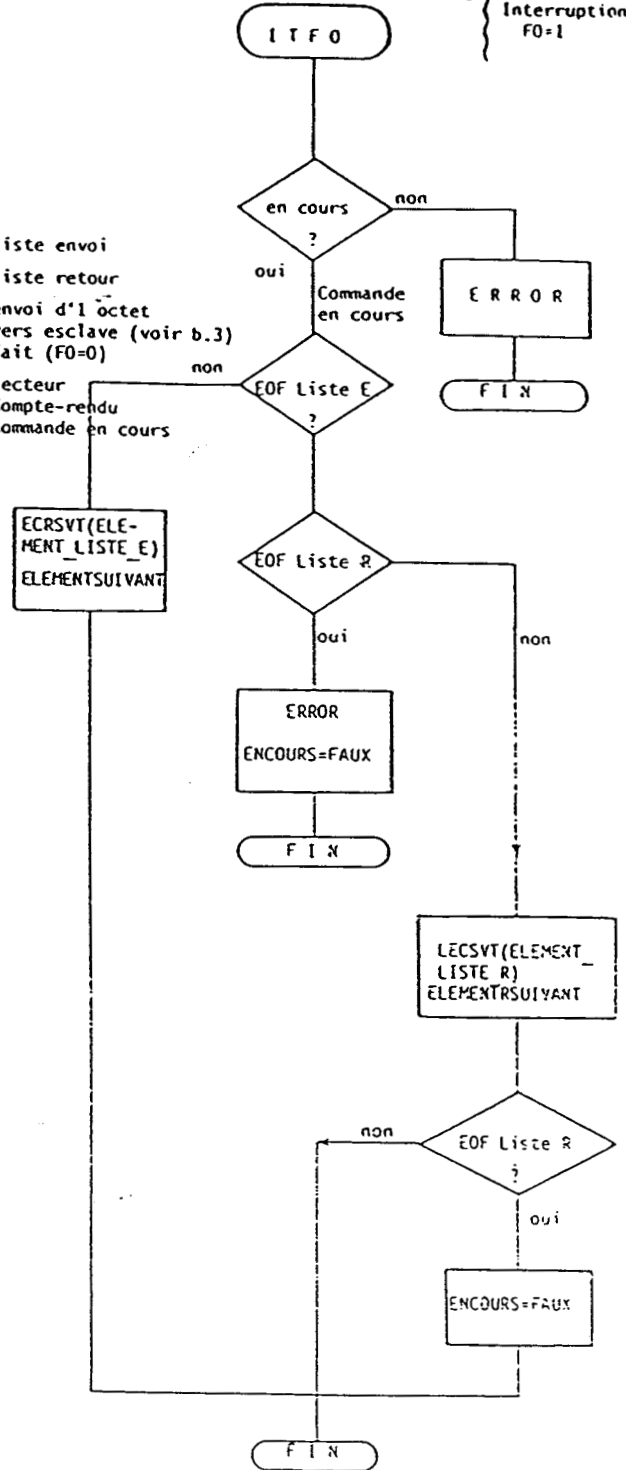 Interruption
F0=1
I T F O
en cours
?
non
oui
iste envoi
iste retour
envoi d'1 octet
vers esclave (voir b.3)
fait (F0=0)
ecteur
ompte-rendu
ommande en cours
E R R O R
F I N
Commande
en cours
non
EOF Liste E
?
ECRSVT(ELE-
MENT_LISTE_E)
ELEMENTSUIVANT
EOF Liste R
oui
non
ERROR
ENCOURS=FAUX
F I N
LECSVT(ELEMENT_
LISTE R)
ELEMENTRSUIVANT
non
EOF Liste R
?
oui
ENCOURS=FAUX
F I N